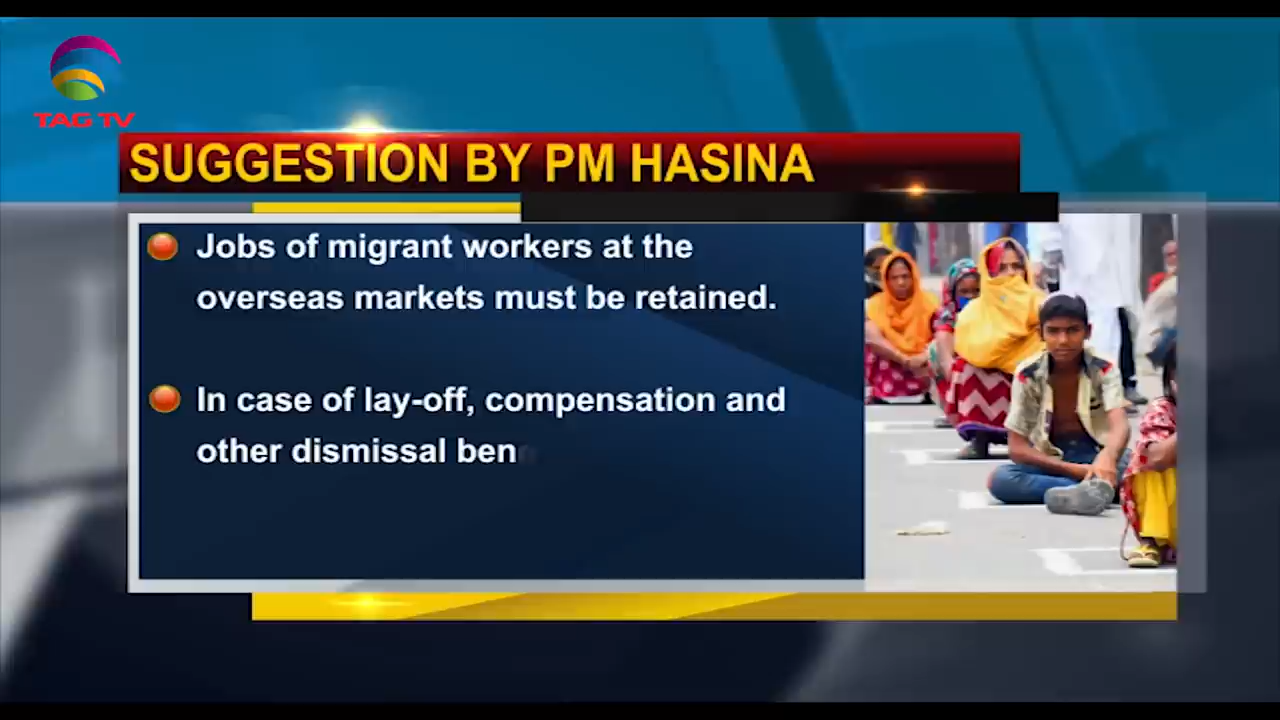 TAG TV
SUGGESTION BY PM HASINA
Jobs of migrant workers at the
overseas markets must be retained.
In case of lay-off, compensation and
other dismissal ben